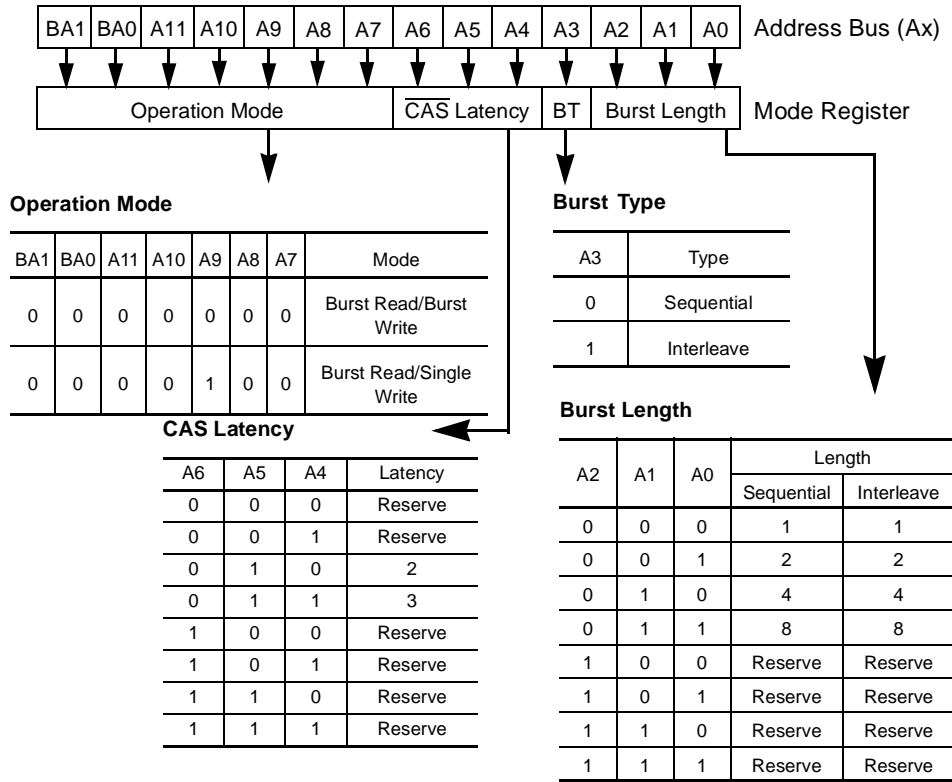 BA1 BA0 A11 A10 A9 A8 A7 A6 A5 A4 A3 A2 A1 A0 Address Bus (Ax)
Operation Mode CAS Latency BT Burst Length Mode Register
Operation Mode
BA1 BA0 A11 A10 A9 A8 A7 Mode
0 0 0 0 0 0 0 Burst Read/Burst
Write
0 0 0 0 1 0 0 Burst Read/Single
Write
Burst Type
A3 Type
0 Sequential
1 Interleave
CAS Latency
A6 A5 A4 Latency
0 0 0 Reserve
0 0 1 Reserve
0 1 0 2
0 1 1 3
1 0 0 Reserve
1 0 1 Reserve
1 1 0 Reserve
1 1 1 Reserve
Burst Length
A2 A1 A0 Length
Sequential Interleave
0 0 0 1 1
0 0 1 2 2
0 1 0 4 4
0 1 1 8 8
1 0 0 Reserve Reserve
1 0 1 Reserve Reserve
1 1 0 Reserve Reserve
1 1 1 Reserve Reserve